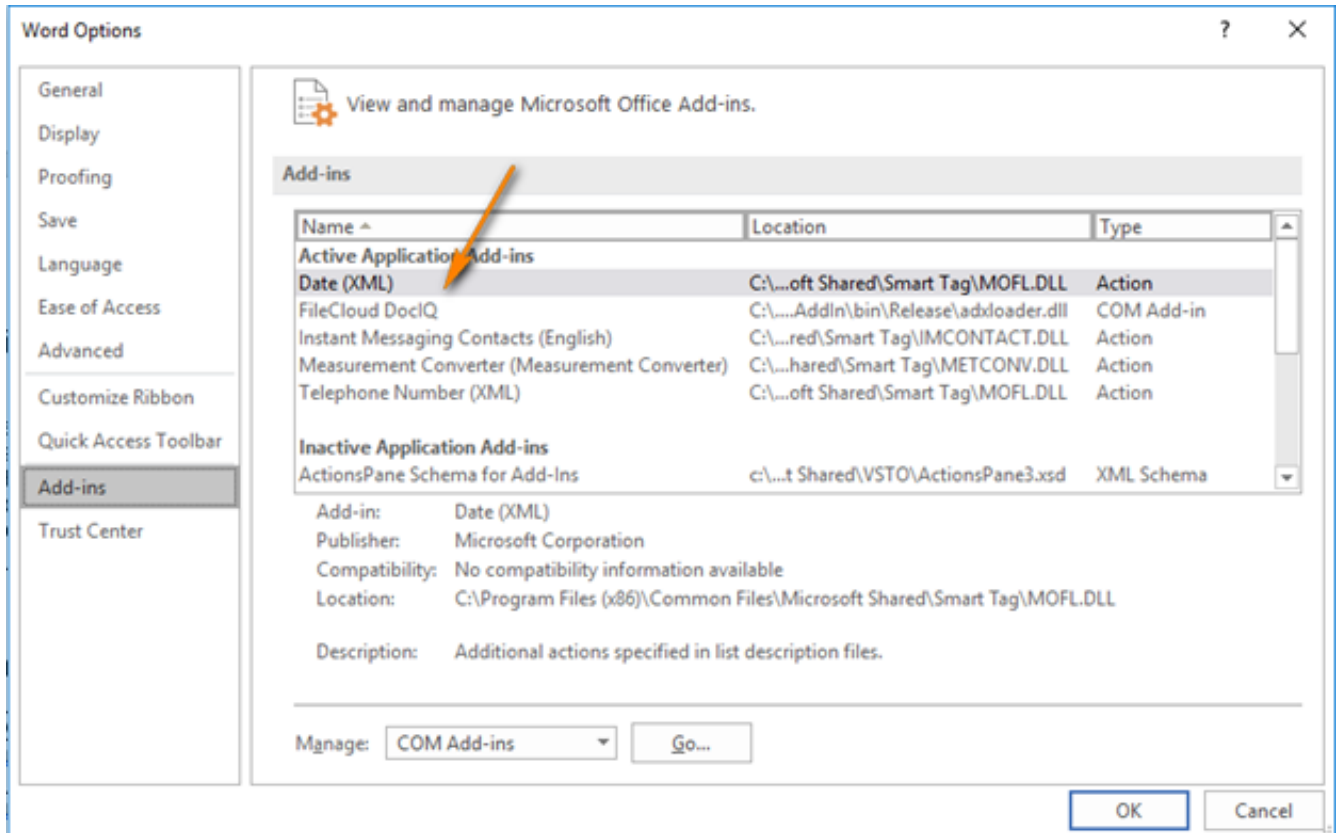 Word Options
?
General
Display
Proofing
Save
Language
Ease of Access
Advanced
Customize Ribbon
Quick Access Toolbar
Add-ins
Trust Center
View and manage Microsoft Office Add-ins.
Add-ins
Name Location Type
Active Application Add-ins
Date (XML) C:\...oft Shared\Smart Tag\MOFL.DLL Action
FileCloud DocIQ C:\....AddIn\bin\Release\adxloader.dll COM Add-in
Instant Messaging Contacts (English) C:\...red\Smart Tag\IMCONTACT.DLL Action
Measurement Converter (Measurement Converter) C:\...hared\Smart Tag\METCONV.DLL Action
Telephone Number (XML) C:\...oft Shared\Smart Tag\MOFL.DLL Action
Inactive Application Add-ins
ActionsPane Schema for Add-Ins c:\...t Shared\VSTO\ActionsPane3.xsd XML Schema
Add-in: Date (XML)
Publisher: Microsoft Corporation
Compatibility: No compatibility information available
Location: C:\Program Files (x86)\Common Files\Microsoft Shared\Smart Tag\MOFL.DLL
Description: Additional actions specified in list description files.
Manage: COM Add-ins Go...
OK Cancel